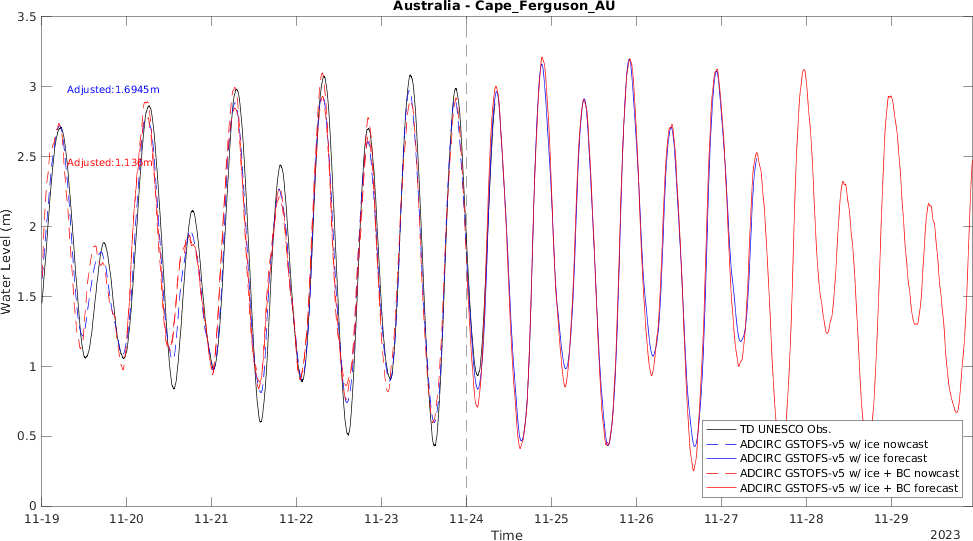 Australia - Cape_Ferguson_AU
3.5
3
2.5
2
1.5
1
0.5
0
Water Level (m)
Adjusted:1.6945m
Adjusted:1.136m
TD UNESCO Obs.
ADCIRC GSTOFS-v5 w/ ice nowcast
ADCIRC GSTOFS-v5 w/ ice forecast
ADCIRC GSTOFS-v5 w/ ice + BC nowcast
ADCIRC GSTOFS-v5 w/ ice + BC forecast
11-19 11-20 11-21 11-22 11-23 11-24 11-25 11-26 11-27 11-28 11-29
Time
2023